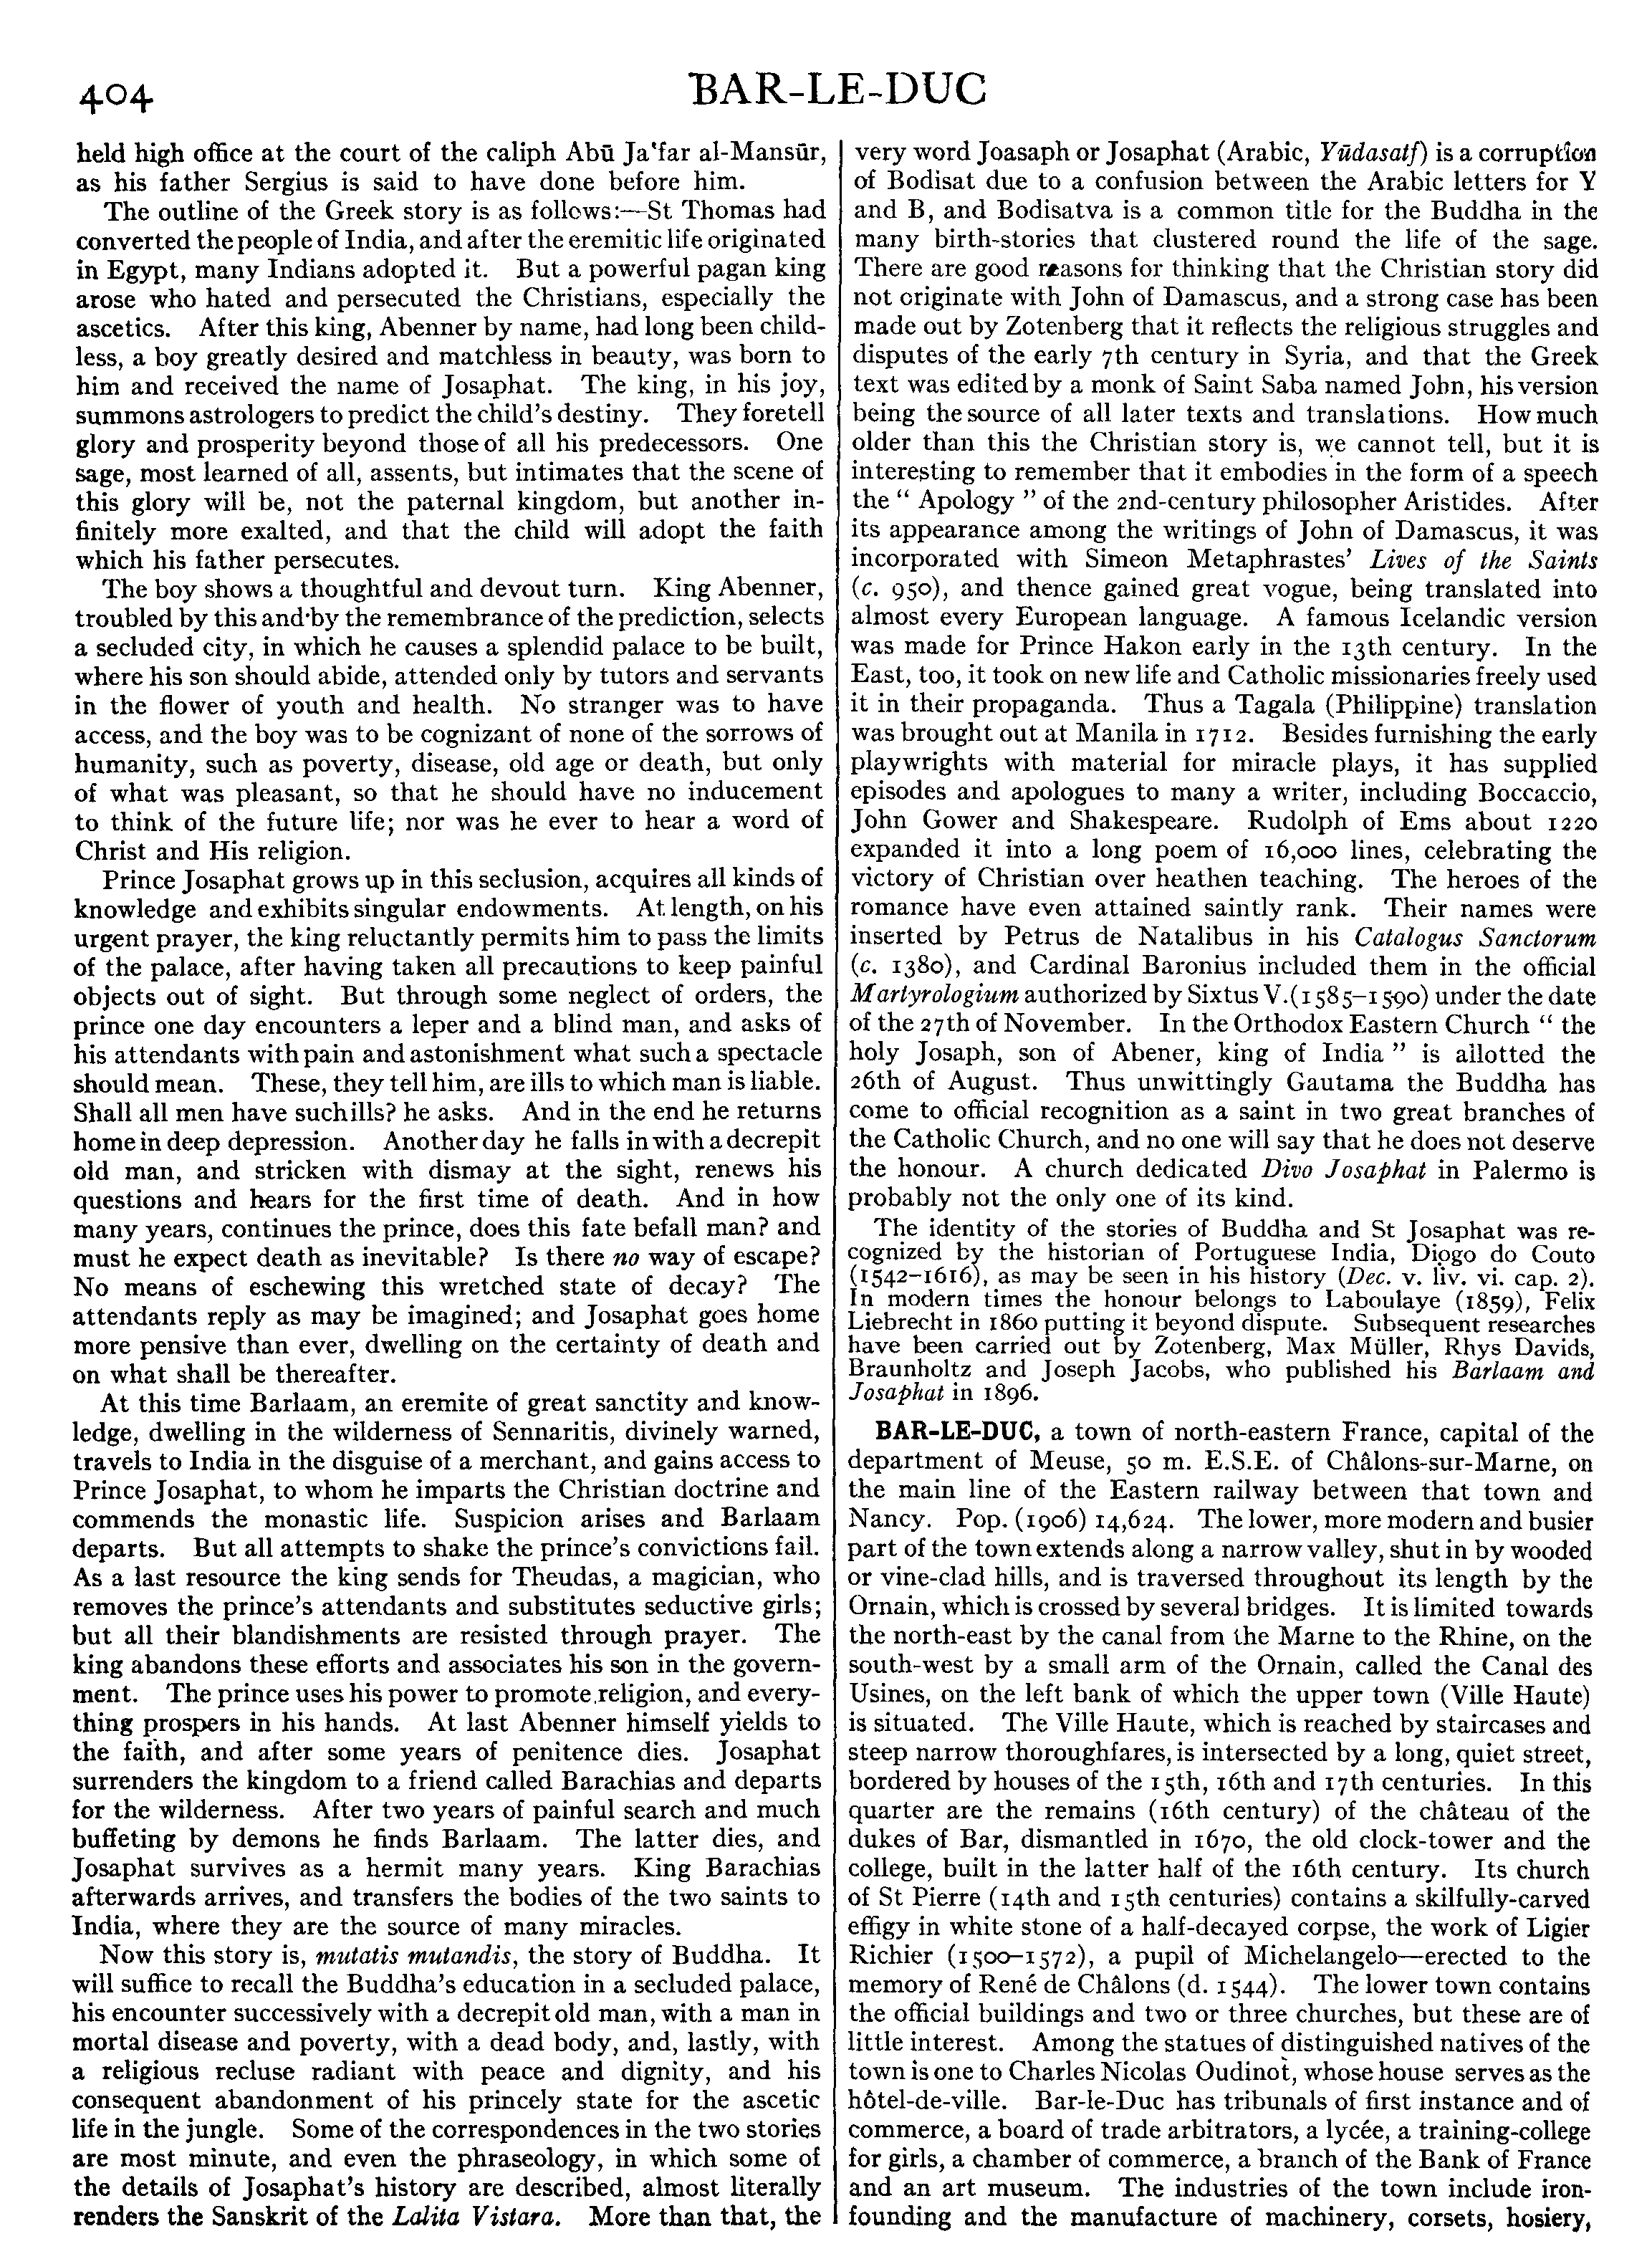 404
BAR-LE-DUC
held high office at the court of the caliph Abū Ja‘far al-Mansūr,
as his father Sergius is said to have done before him.
The outline of the Greek story is as follows:—St Thomas had
converted the people of India, and after the eremitic life originated
in Egypt, many Indians adopted it. But a powerful pagan king
arose who hated and persecuted the Christians, especially the
ascetics. After this king, Abenner by name, had long been child-
less, a boy greatly desired and matchless in beauty, was born to
him and received the name of Josaphat. The king, in his joy,
summons astrologers to predict the child's destiny. They foretell
glory and prosperity beyond those of all his predecessors. One
sage, most learned of all, assents, but intimates that the scene of
this glory will be, not the paternal kingdom, but another in-
finitely more exalted, and that the child will adopt the faith
which his father persecutes.
The boy shows a thoughtful and devout turn. King Abenner,
troubled by this and by the remembrance of the prediction, selects
a secluded city, in which he causes a splendid palace to be built,
where his son should abide, attended only by tutors and servants
in the flower of youth and health. No stranger was to have
access, and the boy was to be cognizant of none of the sorrows of
humanity, such as poverty, disease, old age or death, but only
of what was pleasant, so that he should have no inducement
to think of the future life; nor was he ever to hear a word of
Christ and His religion.
Prince Josaphat grows up in this seclusion, acquires all kinds of
knowledge and exhibits singular endowments. At length, on his
urgent prayer, the king reluctantly permits him to pass the limits
of the palace, after having taken all precautions to keep painful
objects out of sight. But through some neglect of orders, the
prince one day encounters a leper and a blind man, and asks of
his attendants with pain and astonishment what such a spectacle
should mean. These, they tell him, are ills to which man is liable.
Shall all men have such ills? he asks. And in the end he returns
home in deep depression. Another day he falls in with a decrepit
old man, and stricken with dismay at the sight, renews his
questions and hears for the first time of death. And in how
many years, continues the prince, does this fate befall man? and
must he expect death as inevitable? Is there no way of escape?
No means of eschewing this wretched state of decay? The
attendants reply as may be imagined; and Josaphat goes home
more pensive than ever, dwelling on the certainty of death and
on what shall be thereafter.
At this time Barlaam, an eremite of great sanctity and know-
ledge, dwelling in the wilderness of Sennaritis, divinely warned,
travels to India in the disguise of a merchant, and gains access to
Prince Josaphat, to whom he imparts the Christian doctrine and
commends the monastic life. Suspicion arises and Barlaam
departs. But all attempts to shake the prince's convictions fail.
As a last resource the king sends for Theudas, a magician, who
removes the prince's attendants and substitutes seductive girls;
but all their blandishments are resisted through prayer. The
king abandons these efforts and associates his son in the govern-
ment. The prince uses his power to promote religion, and every-
thing prospers in his hands. At last Abenner himself yields to
the faith, and after some years of penitence dies. Josaphat
surrenders the kingdom to a friend called Barachias and departs
for the wilderness. After two years of painful search and much
buffeting by demons he finds Barlaam. The latter dies, and
Josaphat survives as a hermit many years. King Barachias
afterwards arrives, and transfers the bodies of the two saints to
India, where they are the source of many miracles.
Now this story is, mutatis mutandis, the story of Buddha. It
will suffice to recall the Buddha's education in a secluded palace,
his encounter successively with a decrepit old man, with a man in
mortal disease and poverty, with a dead body, and, lastly, with
a religious recluse radiant with peace and dignity, and his
consequent abandonment of his princely state for the ascetic
life in the jungle. Some of the correspondences in the two stories
are most minute, and even the phraseology, in which some of
the details of Josaphat's history are described, almost literally
renders the Sanskrit of the Lalita Vistara. More than that, the
very word Joasaph or Josaphat (Arabic, Yūdasatf) is a corruption
of Bodisat due to a confusion between the Arabic letters for Y
and B, and Bodisatva is a common title for the Buddha in the
many birth-stories that clustered round the life of the sage.
There are good reasons for thinking that the Christian story did
not originate with John of Damascus, and a strong case has been
made out by Zotenberg that it reflects the religious struggles and
disputes of the early 7th century in Syria, and that the Greek
text was edited by a monk of Saint Saba named John, his version
being the source of all later texts and translations. How much
older than this the Christian story is, we cannot tell, but it is
interesting to remember that it embodies in the form of a speech
the “ Apology ” of the 2nd-century philosopher Aristides. After
its appearance among the writings of John of Damascus, it was
incorporated with Simeon Metaphrastes' Lives of the Saints
(c. 950), and thence gained great vogue, being translated into
almost every European language. A famous Icelandic version
was made for Prince Hakon early in the 13th century. In the
East, too, it took on new life and Catholic missionaries freely used
it in their propaganda. Thus a Tagala (Philippine) translation
was brought out at Manila in 1712. Besides furnishing the early
playwrights with material for miracle plays, it has supplied
episodes and apologues to many a writer, including Boccaccio,
John Gower and Shakespeare. Rudolph of Ems about 1220
expanded it into a long poem of 16,000 lines, celebrating the
victory of Christian over heathen teaching. The heroes of the
romance have even attained saintly rank. Their names were
inserted by Petrus de Natalibus in his Catalogus Sanctorum
(c. 1380), and Cardinal Baronius included them in the official
Martyrologium authorized by Sixtus V. (1585–1590) under the date
of the 27th of November. In the Orthodox Eastern Church “ the
holy Josaph, son of Abener, king of India ” is allotted the
26th of August. Thus unwittingly Gautama the Buddha has
come to official recognition as a saint in two great branches of
the Catholic Church, and no one will say that he does not deserve
the honour. A church dedicated Divo Josaphat in Palermo is
probably not the only one of its kind.
The identity of the stories of Buddha and St Josaphat was re-
cognized by the historian of Portuguese India, Diogo do Couto
(1542–1616), as may be seen in his history (Dec. v. liv. vi. cap. 2).
In modern times the honour belongs to Laboulaye (1859), Felix
Liebrecht in 1860 putting it beyond dispute. Subsequent researches
have been carried out by Zotenberg, Max Müller, Rhys Davids,
Braunholtz and Joseph Jacobs, who published his Barlaam and
Josaphat in 1896.
BAR-LE-DUC, a town of north-eastern France, capital of the
department of Meuse, 50 m. E.S.E. of Châlons-sur-Marne, on
the main line of the Eastern railway between that town and
Nancy. Pop. (1906) 14,624. The lower, more modern and busier
part of the town extends along a narrow valley, shut in by wooded
or vine-clad hills, and is traversed throughout its length by the
Ornain, which is crossed by several bridges. It is limited towards
the north-east by the canal from the Marne to the Rhine, on the
south-west by a small arm of the Ornain, called the Canal des
Usines, on the left bank of which the upper town (Ville Haute)
is situated. The Ville Haute, which is reached by staircases and
steep narrow thoroughfares, is intersected by a long, quiet street,
bordered by houses of the 15th, 16th and 17th centuries. In this
quarter are the remains (16th century) of the château of the
dukes of Bar, dismantled in 1670, the old clock-tower and the
college, built in the latter half of the 16th century. Its church
of St Pierre (14th and 15th centuries) contains a skilfully-carved
effigy in white stone of a half-decayed corpse, the work of Ligier
Richier (1500–1572), a pupil of Michelangelo—erected to the
memory of René de Châlons (d. 1544). The lower town contains
the official buildings and two or three churches, but these are of
little interest. Among the statues of distinguished natives of the
town is one to Charles Nicolas Oudinot, whose house serves as the
hôtel-de-ville. Bar-le-Duc has tribunals of first instance and of
commerce, a board of trade arbitrators, a lycée, a training-college
for girls, a chamber of commerce, a branch of the Bank of France
and an art museum. The industries of the town include iron-
founding and the manufacture of machinery, corsets, hosiery,